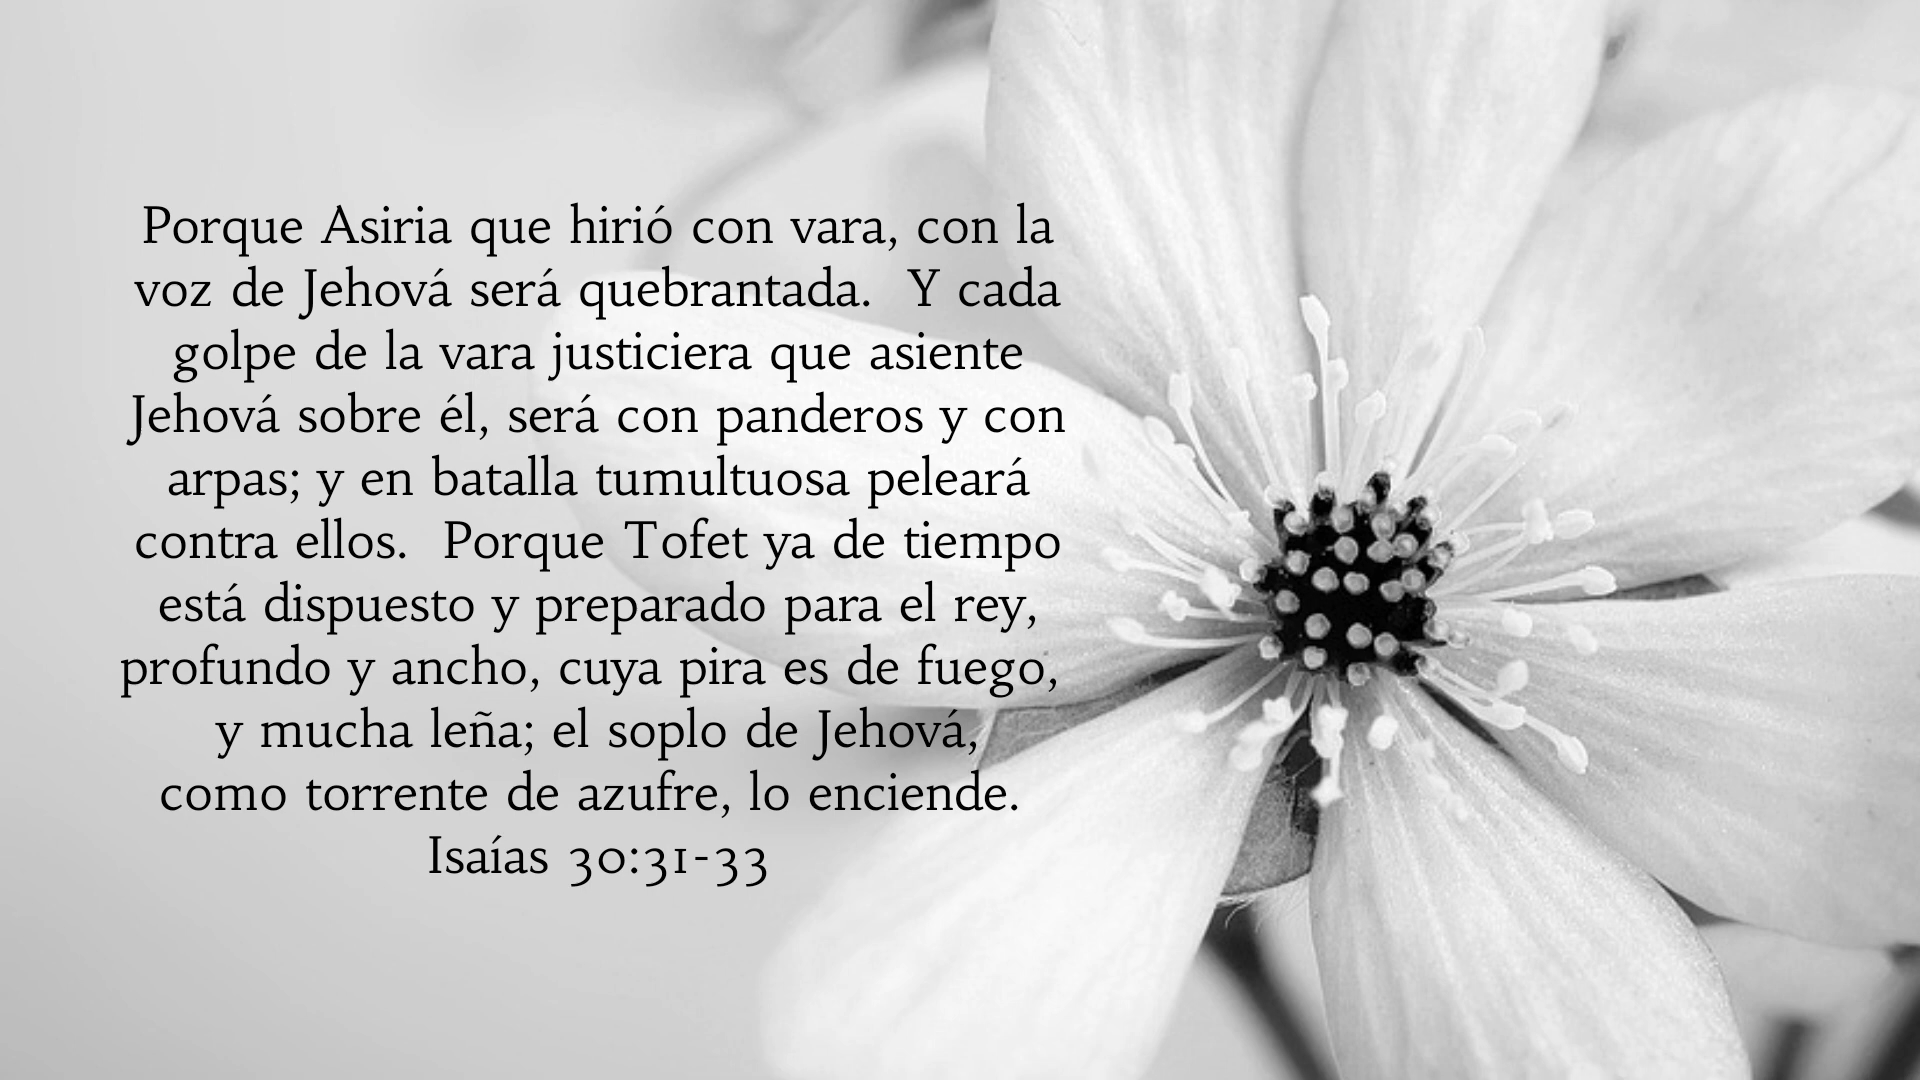 Porque Asiria que hirió con vara, con la
voz de Jehová será quebrantada.  Y cada
golpe de la vara justiciera que asiente
Jehová sobre él, será con panderos y con
arpas; y en batalla tumultuosa peleará
contra ellos.  Porque Tofet ya de tiempo
está dispuesto y preparado para el rey,
profundo y ancho, cuya pira es de fuego,
y mucha leña; el soplo de Jehová,
como torrente de azufre, lo enciende.
Isaías 30:31-33